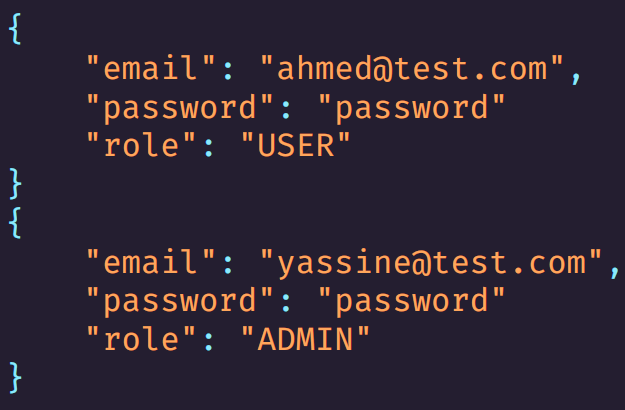 {
    "email": "ahmed@test.com",
    "password": "password"
    "role": "USER"
}
{
    "email": "yassine@test.com",
    "password": "password"
    "role": "ADMIN"
}